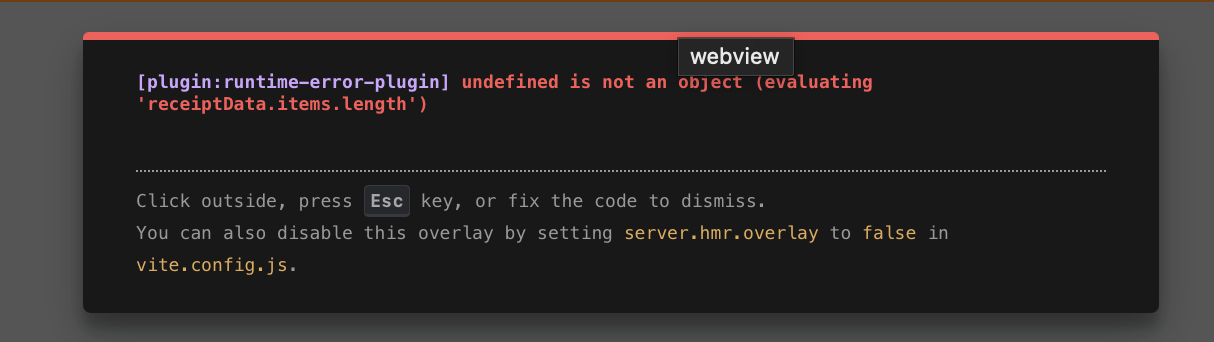 webview
[plugin:runtime-error-plugin] undefined is not an object (evaluating
'receiptData.items.length')
Click outside, press Esc key, or fix the code to dismiss.
You can also disable this overlay by setting server.hmr.overlay to false in
vite.config.js.